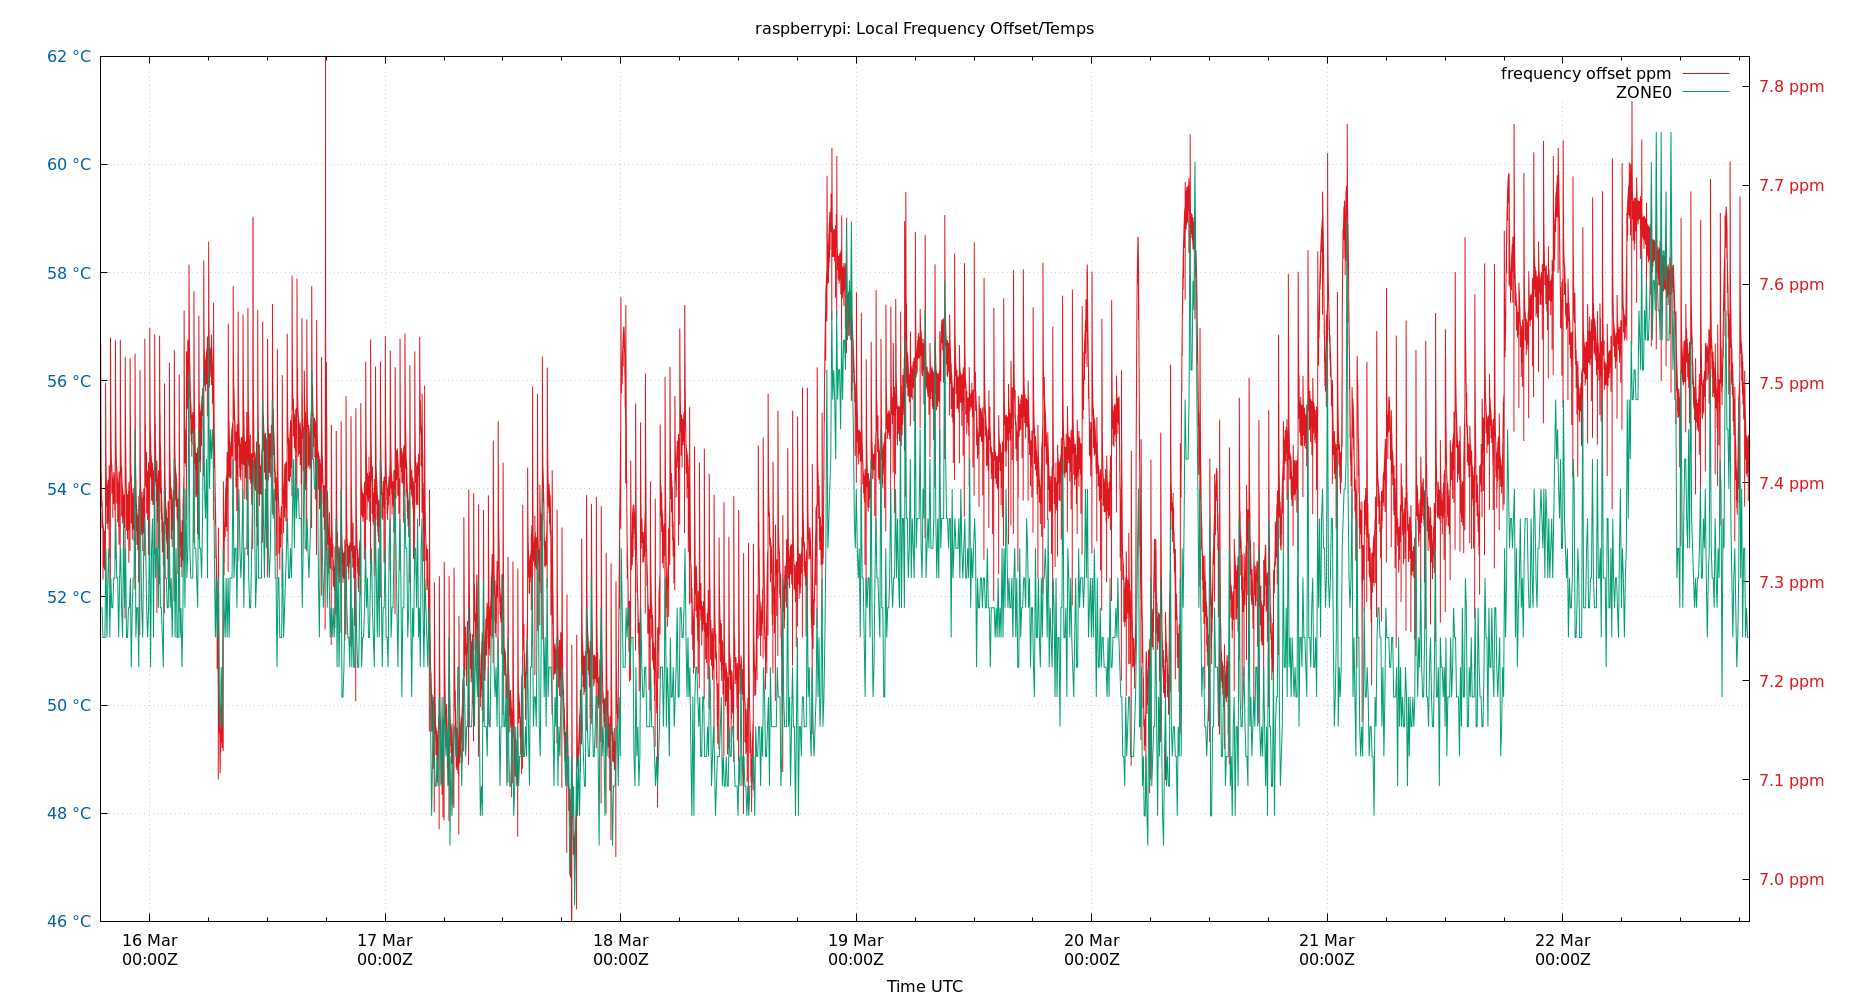 raspberrypi: Local Frequency Offset/Temps
frequency offset ppm
ZONE0
62 °C
60 °C
58 °C
56 °C
54 °C
52 °C
50 °C
48 °C
46 °C
7.8 ppm
7.7 ppm
7.6 ppm
7.5 ppm
7.4 ppm
7.3 ppm
7.2 ppm
7.1 ppm
7.0 ppm
16 Mar
00:00Z
17 Mar
00:00Z
18 Mar
00:00Z
19 Mar
00:00Z
20 Mar
00:00Z
21 Mar
00:00Z
22 Mar
00:00Z
Time UTC